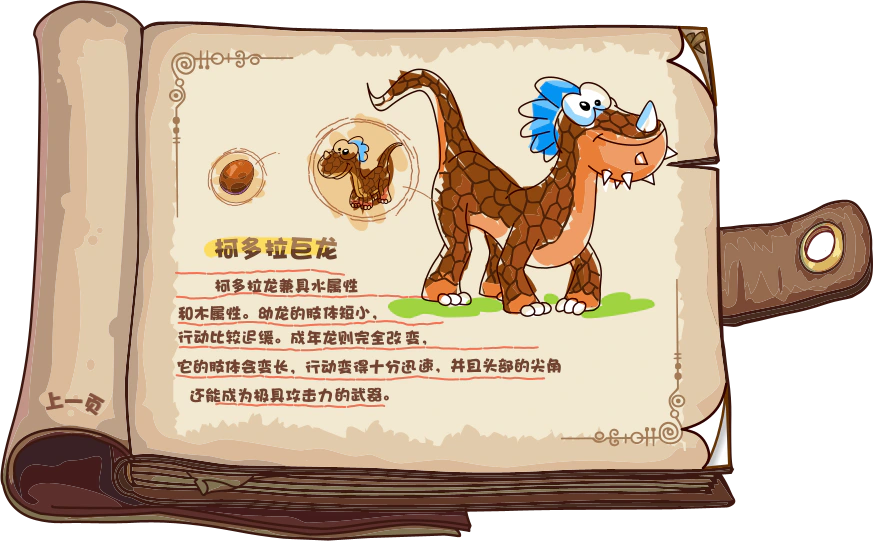 柯多拉巨龙
柯多拉龙兼具水属性
和木属性。幼龙的肢体短小，
行动比较迟缓。成年龙则完全改变，
它的肢体会变长，行动变得十分迅速，并且头部的尖角
还能成为极具攻击力的武器。
上一页